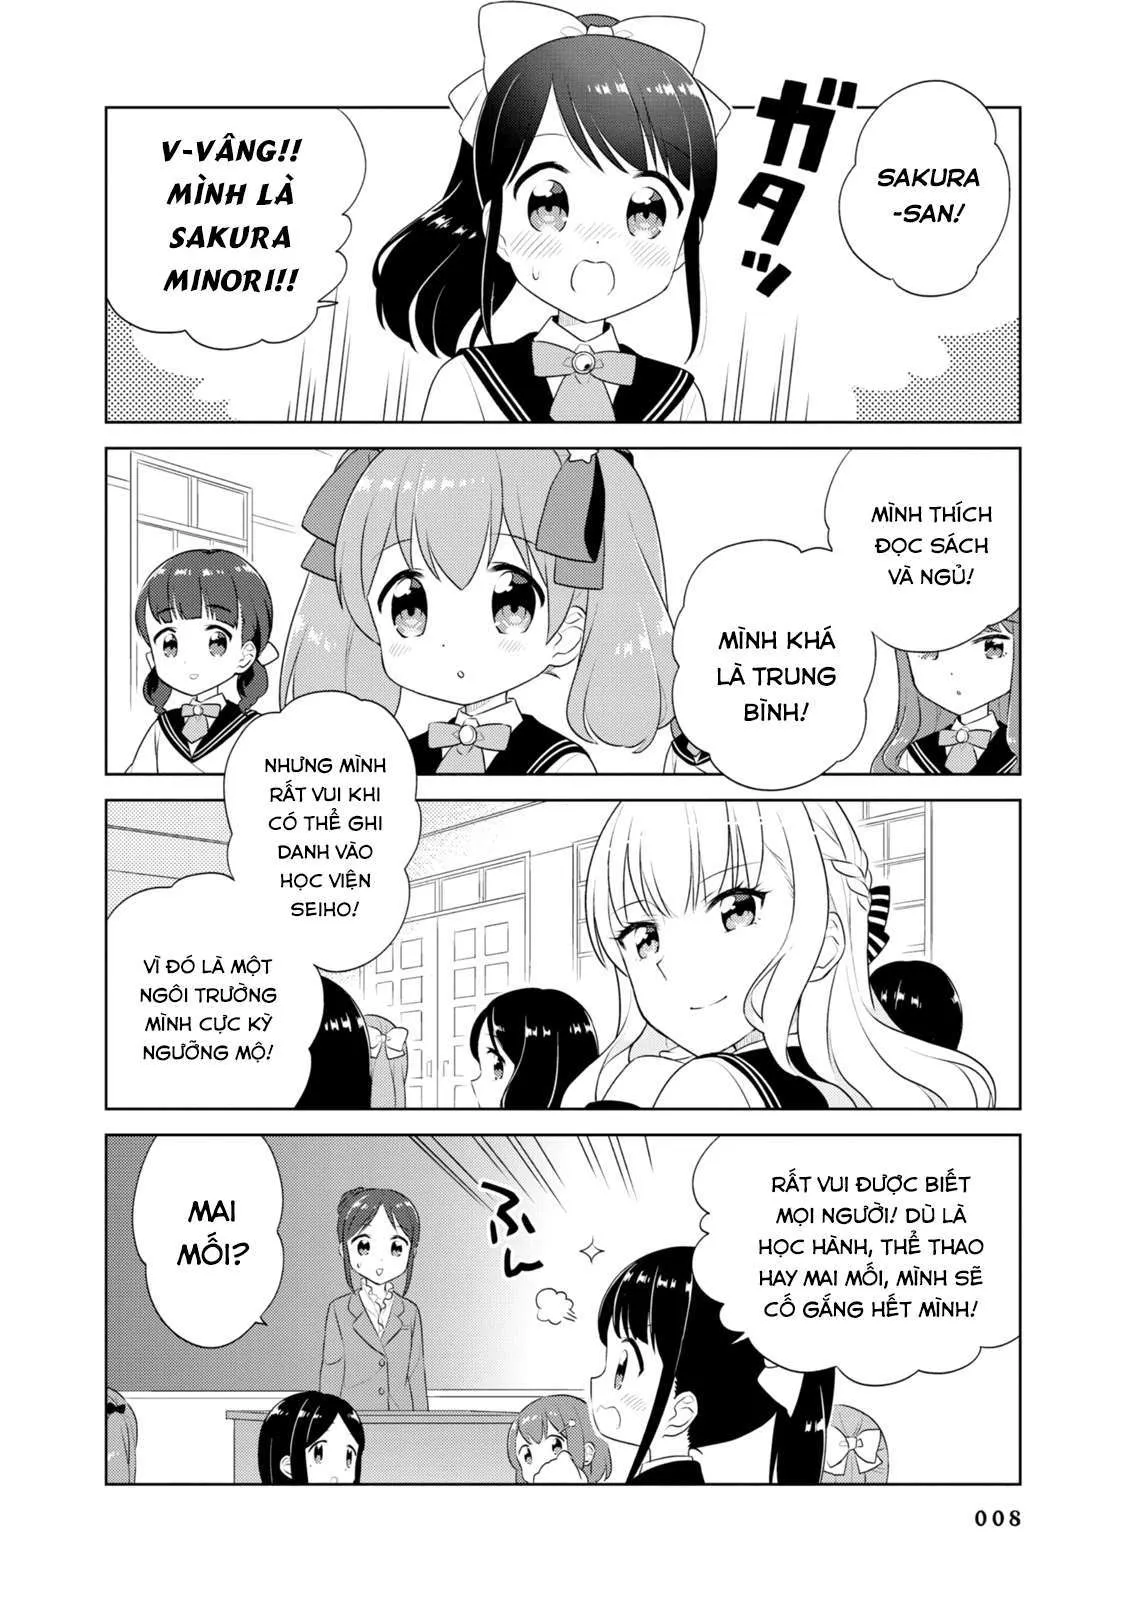 SAKURA
-SAN!
ガタッ
V-VÂNG!!
MÌNH LÀ
SAKURA
MINORI!!
MÌNH THÍCH
ĐỌC SÁCH
VÀ NGỦ!
MÌNH KHÁ
LÀ TRUNG
BÌNH!
NHƯNG MÌNH
RẤT VUI KHI
CÓ THỂ GHI
DANH VÀO
HỌC VIỆN
SEIHO!
VÌ ĐÓ LÀ MỘT
NGÔI TRƯỜNG
MÌNH CỰC KỲ
NGƯỠNG MỘ!
RẤT VUI ĐƯỢC BIẾT
MỌI NGƯỜI! DÙ LÀ
HỌC HÀNH, THỂ THAO
HAY MAI MỐI, MÌNH SẼ
CỐ GẮNG HẾT MÌNH!
ふんっ
MAI
MỐI?
008